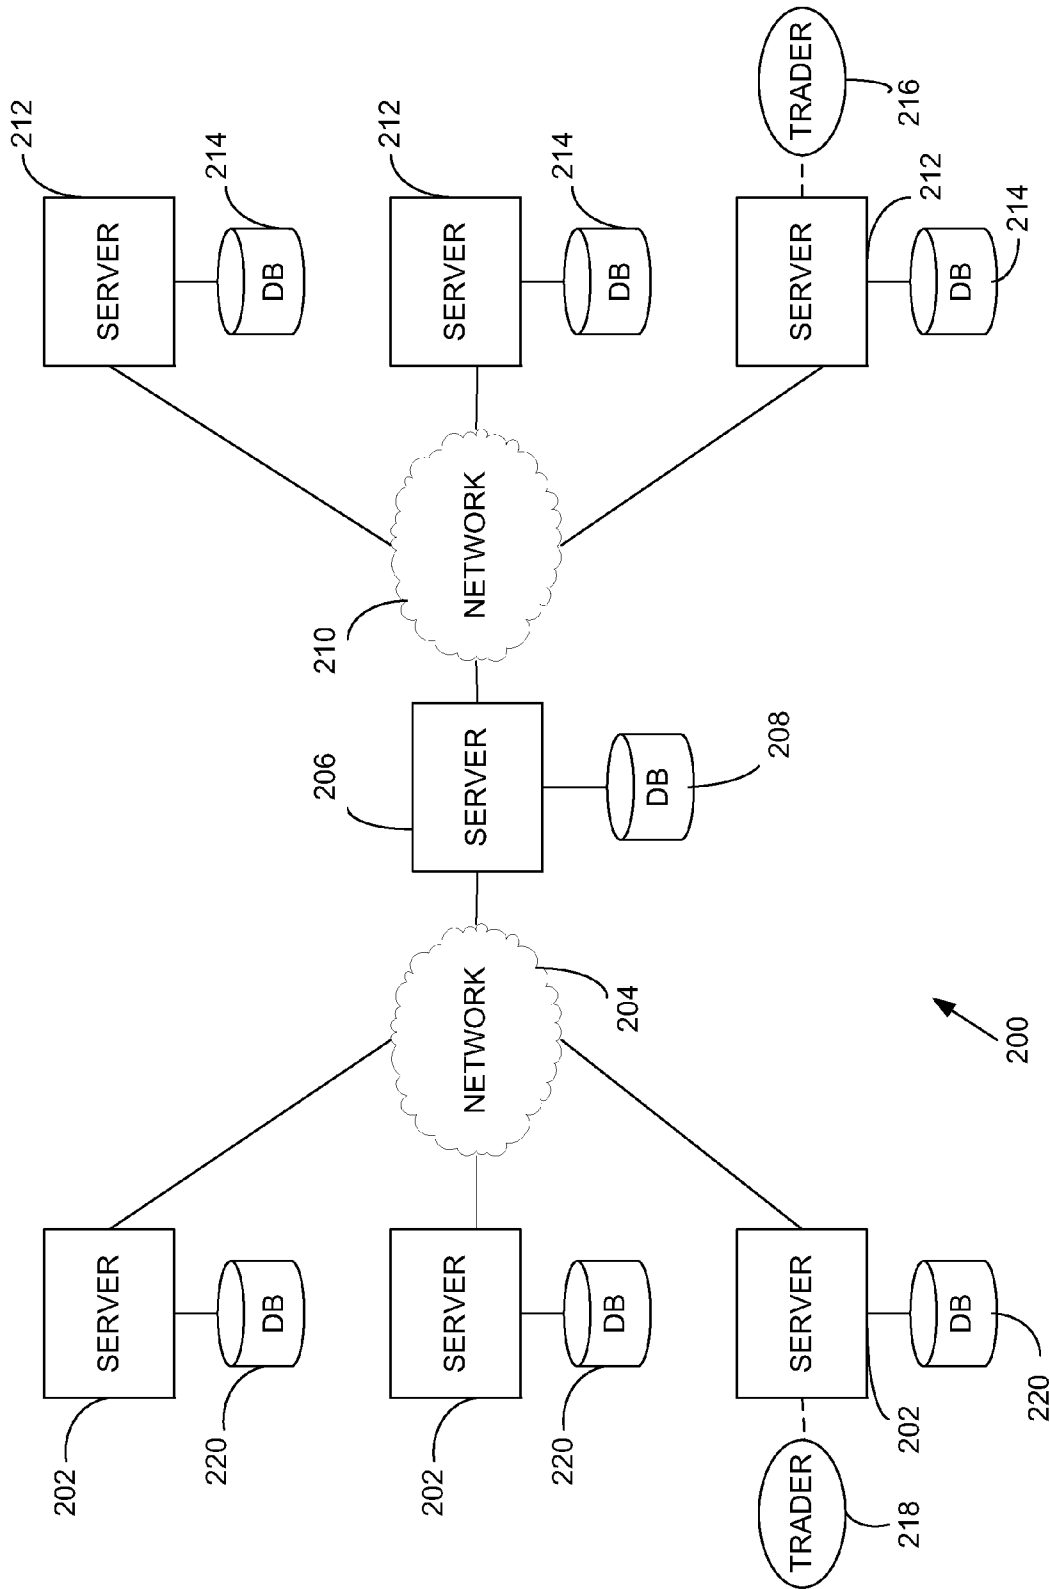 212
202
SERVER
SERVER
220
214
DB
DB
206
210
212
202
SERVER
NETWORK
SERVER
NETWORK
SERVER
220
214
DB
204
DB
DB
208
TRADER
SERVER
SERVER
TRADER
218
202
212
216
DB
DB
200
214
220